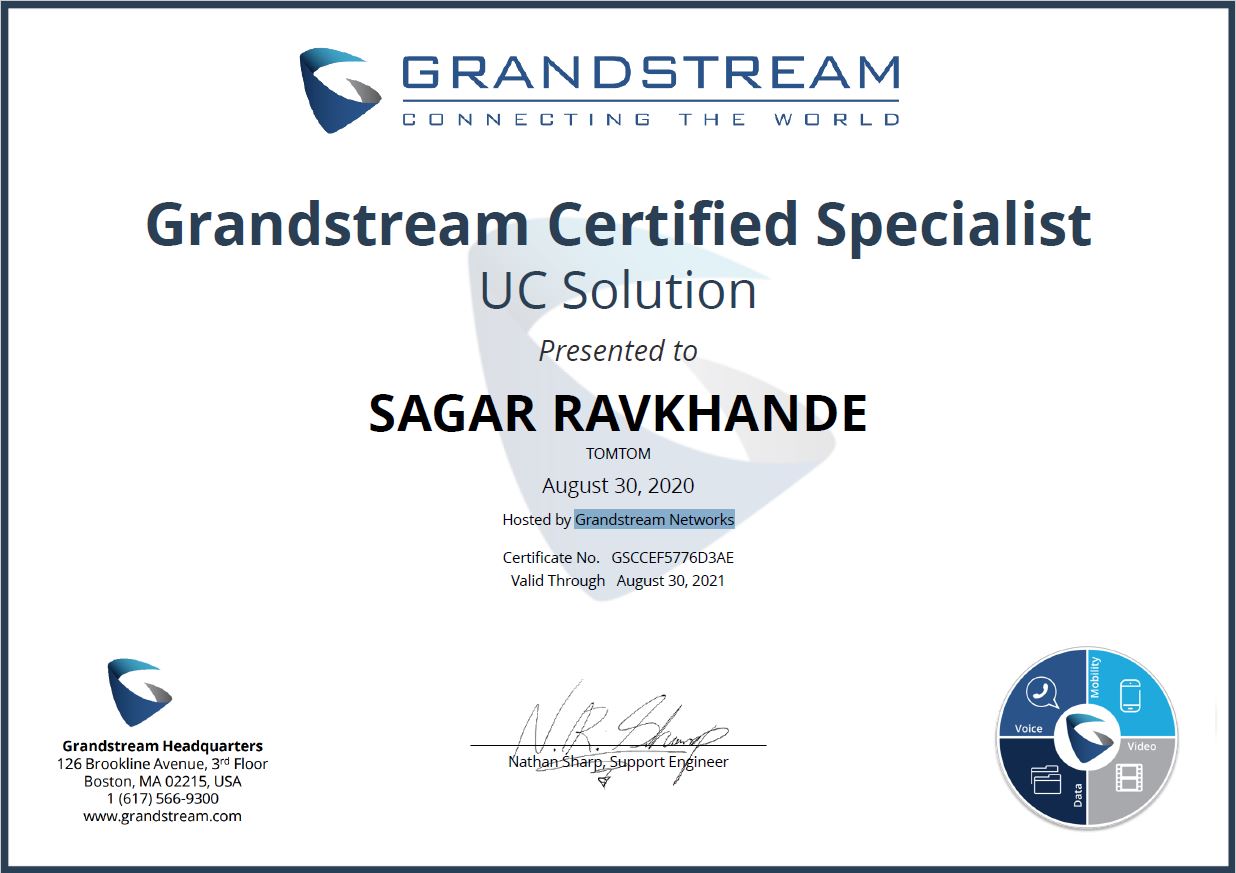 GRANDSTREAM
CONNECTING THE WORLD
Grandstream Certified Specialist
UC Solution
Presented to
SAGAR RAVKHANDE
TOMTOM
August 30, 2020
Hosted by Grandstream Networks
Certificate No. GSCCEF5776D3AE
Valid Through August 30, 2021
Grandstream Headquarters
126 Brookline Avenue, 3rd Floor
Boston, MA 02215, USA
1 (617) 566-9300
www.grandstream.com
N.R. Sharp
Nathan Sharp, Support Engineer
Voice
Mobility
Video
Data